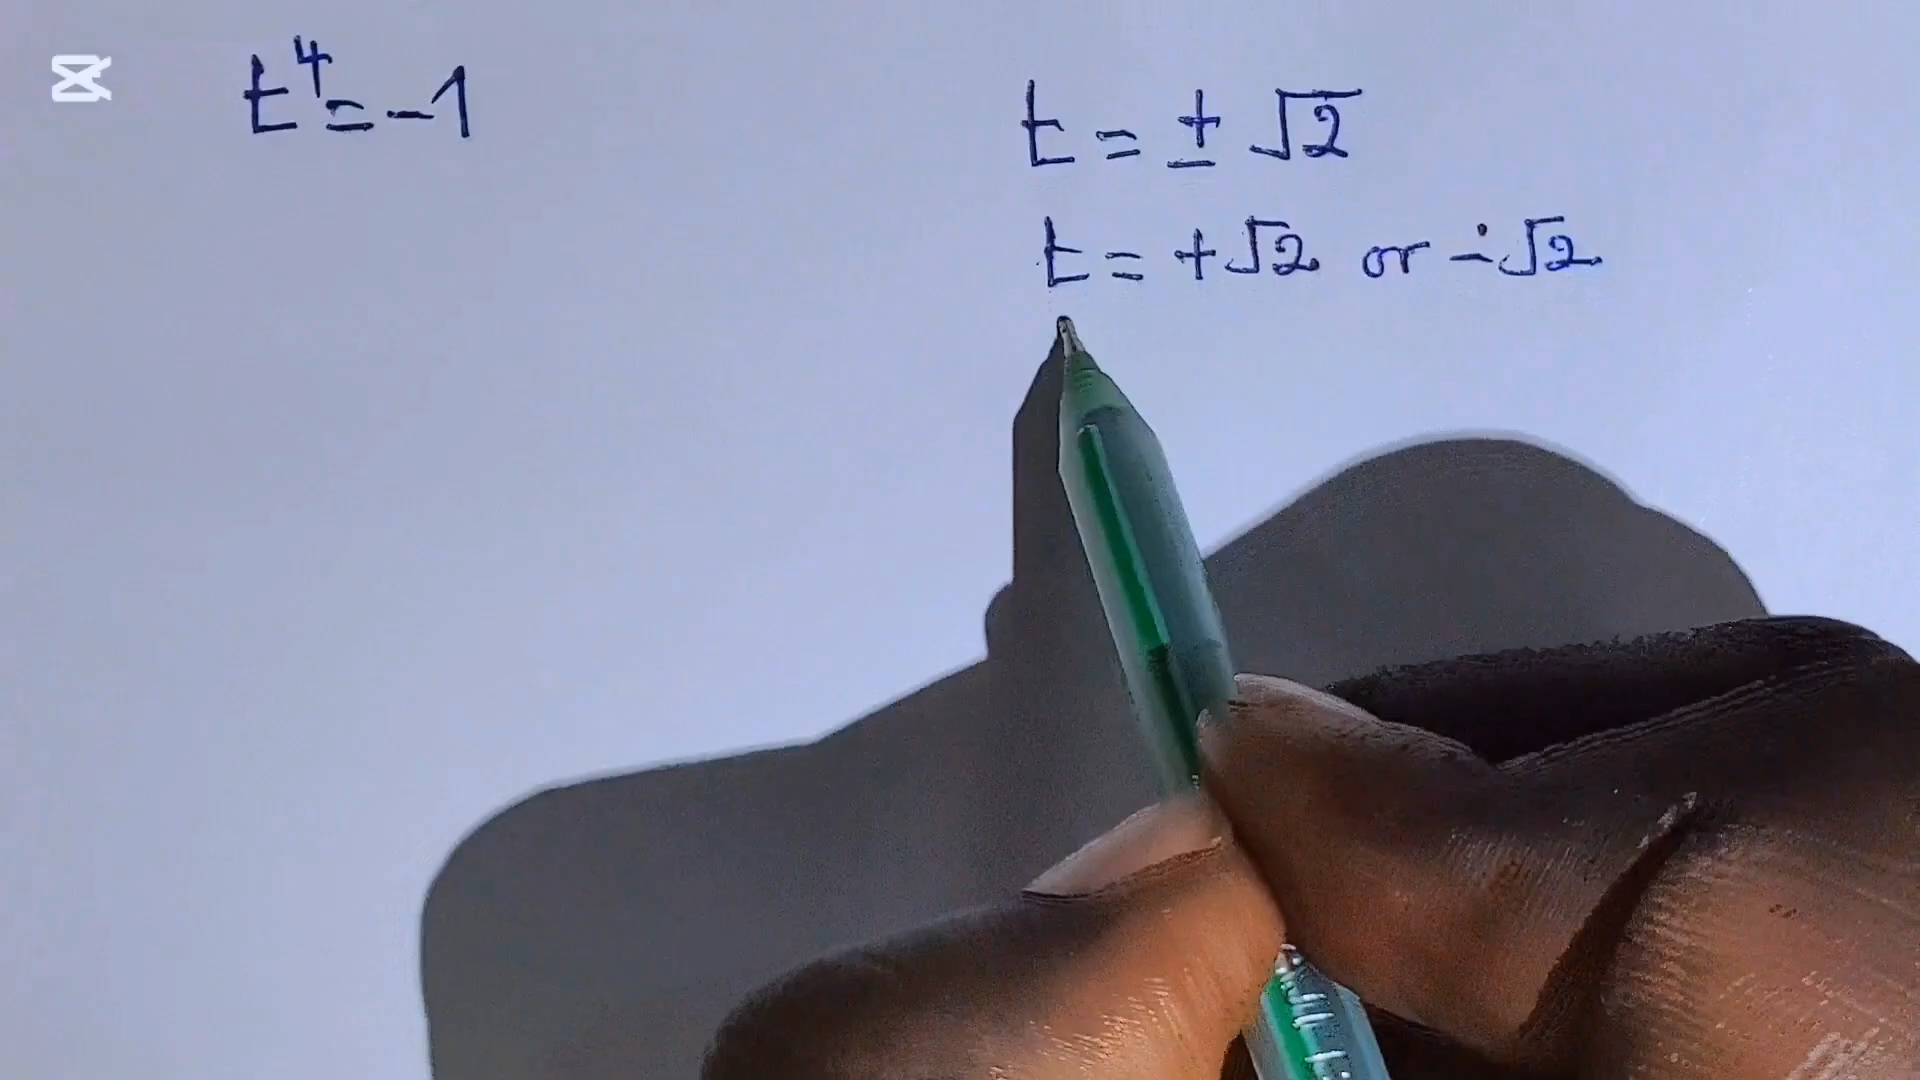 t⁴=-1
t = ± √2
t = +√2 or -√2